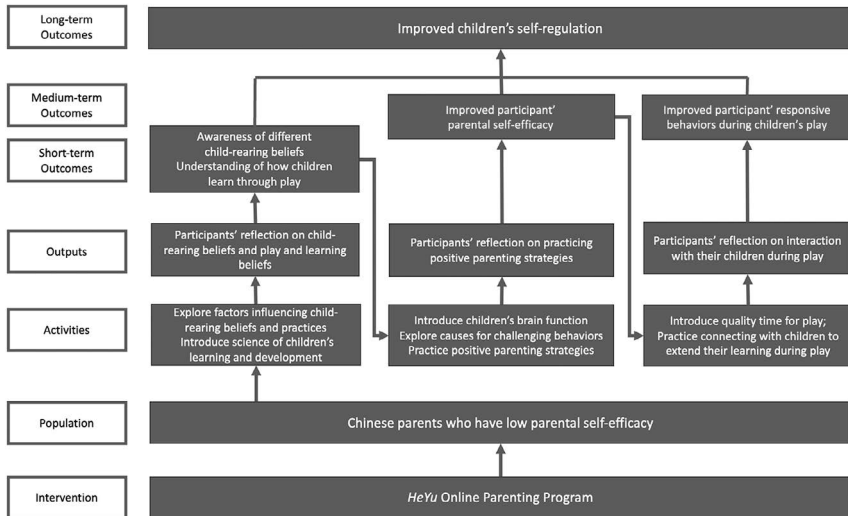 Long-term
Outcomes
Improved children's self-regulation
Medium-term
Outcomes
Improved participant'
parental self-efficacy
Improved participant' responsive
behaviors during children's play
Short-term
Outcomes
Awareness of different
child-rearing beliefs
Understanding of how children
learn through play
Outputs
Participants' reflection on child-
rearing beliefs and play and learning
beliefs
Participants' reflection on practicing
positive parenting strategies
Participants' reflection on interaction
with their children during play
Activities
Explore factors influencing child-
rearing beliefs and practices
Introduce science of children's
learning and development
Introduce children's brain function
Explore causes for challenging behaviors
Practice positive parenting strategies
Introduce quality time for play;
Practice connecting with children to
extend their learning during play
Population
Chinese parents who have low parental self-efficacy
Intervention
HeYu Online Parenting Program